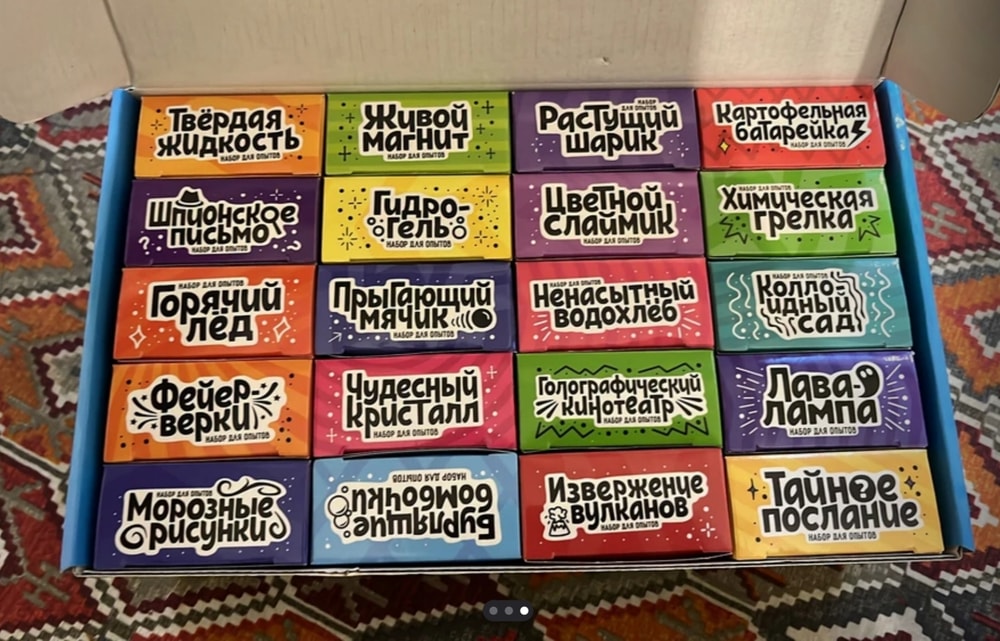 Твёрдая
жидкость
НАБОР ДЛЯ ОПЫТОВ
Живой
магнит
НАБОР ДЛЯ ОПЫТОВ
НАБОР
ДЛЯ ОПЫТОВ
Растущий
шарик
Картофельная
батарейка
НАБОР ДЛЯ ОПЫТОВ
Шпионское
письмо
НАБОР ДЛЯ ОПЫТОВ
Гидро-
гель
НАБОР ДЛЯ ОПЫТОВ
Цветной
слаймик
НАБОР ДЛЯ ОПЫТОВ
НАБОР ДЛЯ ОПЫТОВ
Химическая
грелка
НАБОР ДЛЯ ОПЫТОВ
Горячий
лёд
Прыгающий
мячик
НАБОР ДЛЯ ОПЫТОВ
НАБОР ДЛЯ ОПЫТОВ
Ненасытный
водохлёб
НАБОР ДЛЯ ОПЫТОВ
Колло-
идный
сад
Фейер-
верки
НАБОР ДЛЯ ОПЫТОВ
Чудесный
кристалл
НАБОР ДЛЯ ОПЫТОВ
Голографический
кинотеатр
НАБОР ДЛЯ ОПЫТОВ
Лава-
лампа
НАБОР ДЛЯ ОПЫТОВ
НАБОР ДЛЯ ОПЫТОВ
Морозные
рисунки
Бурлящие
бомбочки
НАБОР ДЛЯ ОПЫТОВ
Извержение
вулканов
НАБОР ДЛЯ ОПЫТОВ
Тайное
послание
НАБОР ДЛЯ ОПЫТОВ